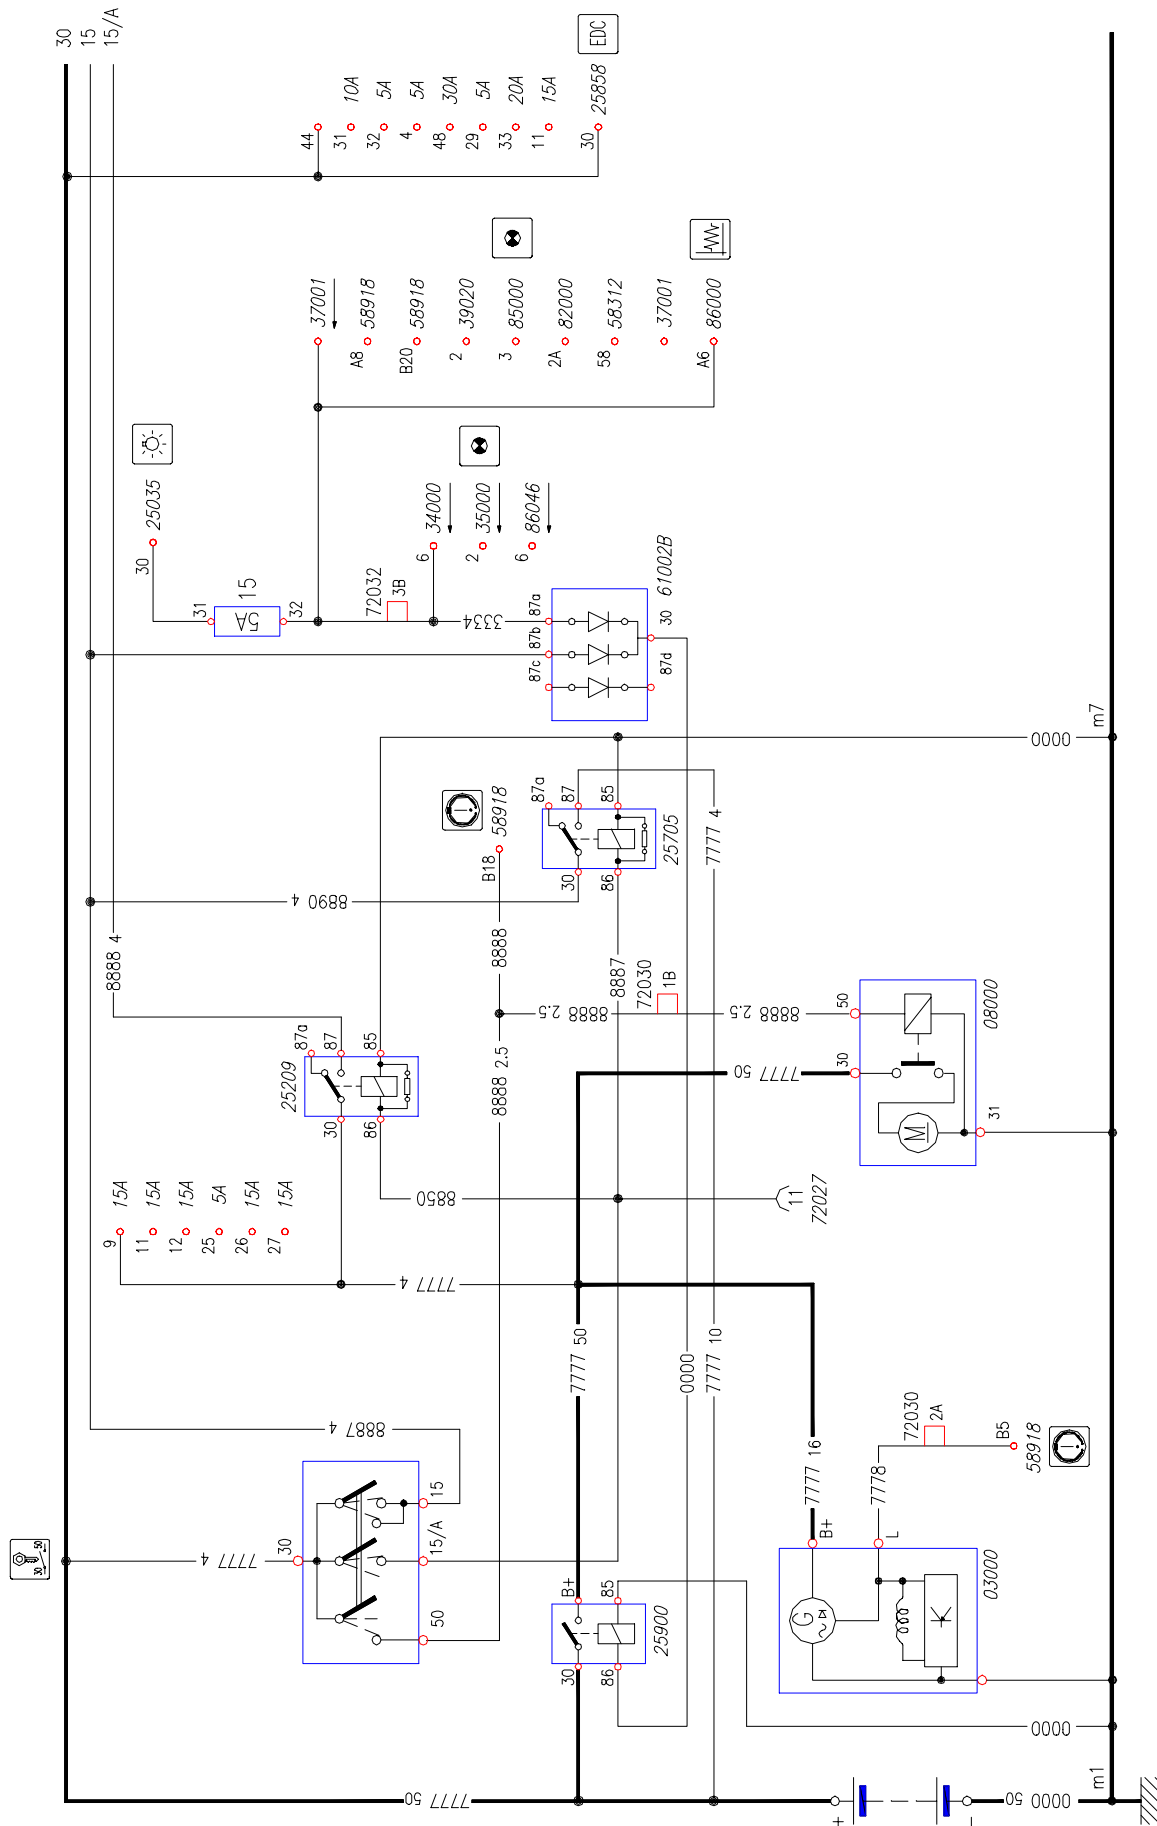 30
15
15/A
44
31 10A
32 5A
4 5A
48 30A
29 5A
33 20A
11 15A
30 25858
EDC
37001
A8 58918
B20 58918
2 39020
3 85000
2A 82000
58 58312
37001
A6 86000
30 25035
31
5A
15
32
72032
3B
6 34000
2 35000
6 86046
3334
87a
87b
87c
61002B
30
87d
0000
m7
B18 58918
87a
87
85
30
86
25705
7777 4
8890 4
8888 4
8888
8887
72030
1B
8888 2.5
8888 2.5
8888 2.5
50
30
08000
31
7777 50
25209
87a
87
85
30
86
9 15A
11 15A
12 15A
25 5A
26 15A
27 15A
8850
11
72027
7777 4
7777 50
0000
7777 10
8887 4
30 50
7777 4
30
15
15/A
50
7777 16
7778
72030
2A
B5
58918
B+
L
G
03000
M
B+
85
30
86
25900
0000
7777 50
+
-
0000 50
m1